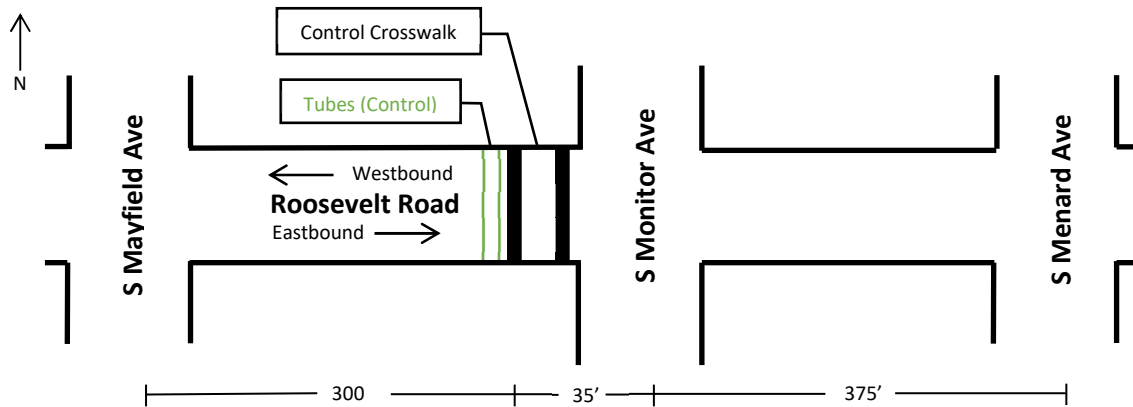 Control Crosswalk
N
Tubes (Control)
S Mayfield Ave
Westbound
Roosevelt Road
Eastbound
S Monitor Ave
S Menard Ave
300
35’
375’